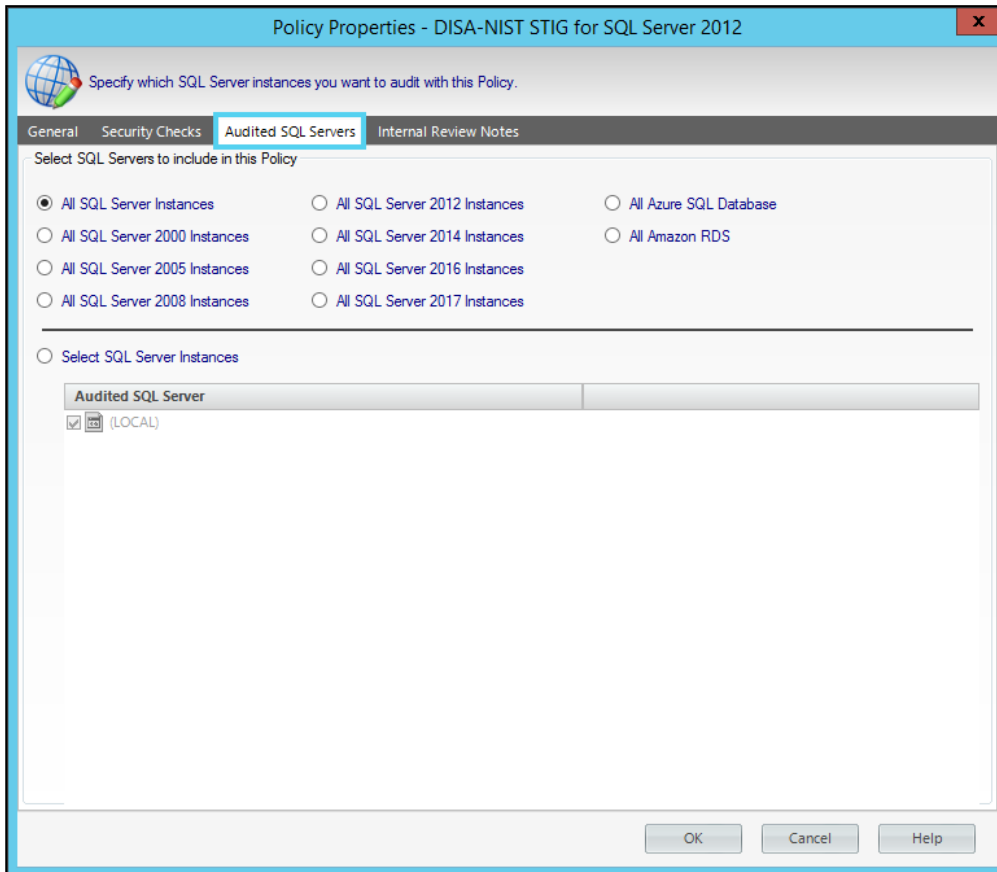 Policy Properties - DISA-NIST STIG for SQL Server 2012
x
Specify which SQL Server instances you want to audit with this Policy.
General Security Checks Audited SQL Servers Internal Review Notes
Select SQL Servers to include in this Policy
All SQL Server Instances All SQL Server 2012 Instances All Azure SQL Database
All SQL Server 2000 Instances All SQL Server 2014 Instances All Amazon RDS
All SQL Server 2005 Instances All SQL Server 2016 Instances
All SQL Server 2008 Instances All SQL Server 2017 Instances
Select SQL Server Instances
Audited SQL Server
(LOCAL)
OK Cancel Help